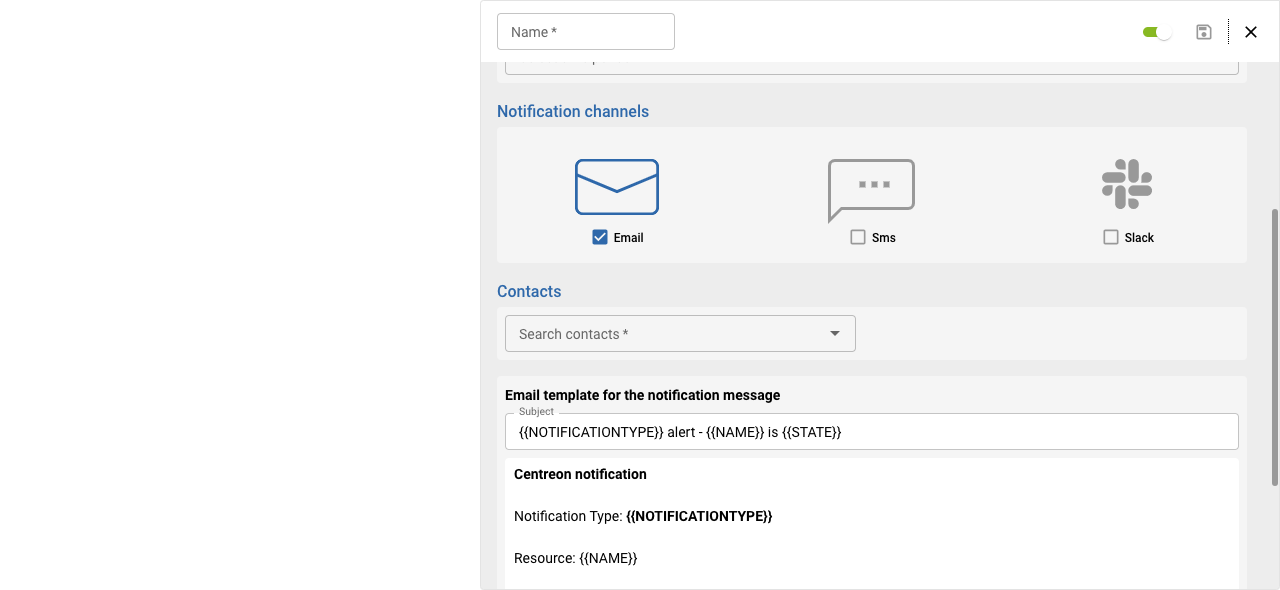 Name *
Notification channels
Email
Sms
Slack
Contacts
Search contacts *
Email template for the notification message
Subject
{{NOTIFICATIONTYPE}} alert - {{NAME}} is {{STATE}}
Centreon notification
Notification Type: {{NOTIFICATIONTYPE}}
Resource: {{NAME}}